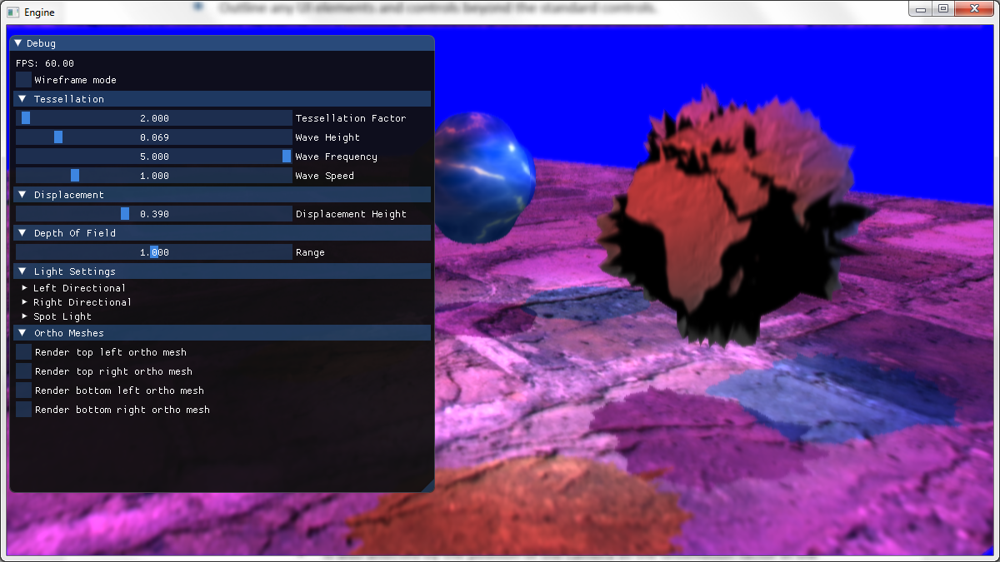 Outline any UI elements and controls beyond the standard controls.
Engine
Debug
FPS: 60.00
Wireframe mode
Tessellation
2.000 Tessellation Factor
0.069 Wave Height
5.000 Wave Frequency
1.000 Wave Speed
Displacement
0.390 Displacement Height
Depth Of Field
1.000 Range
Light Settings
Left Directional
Right Directional
Spot Light
Ortho Meshes
Render top left ortho mesh
Render top right ortho mesh
Render bottom left ortho mesh
Render bottom right ortho mesh